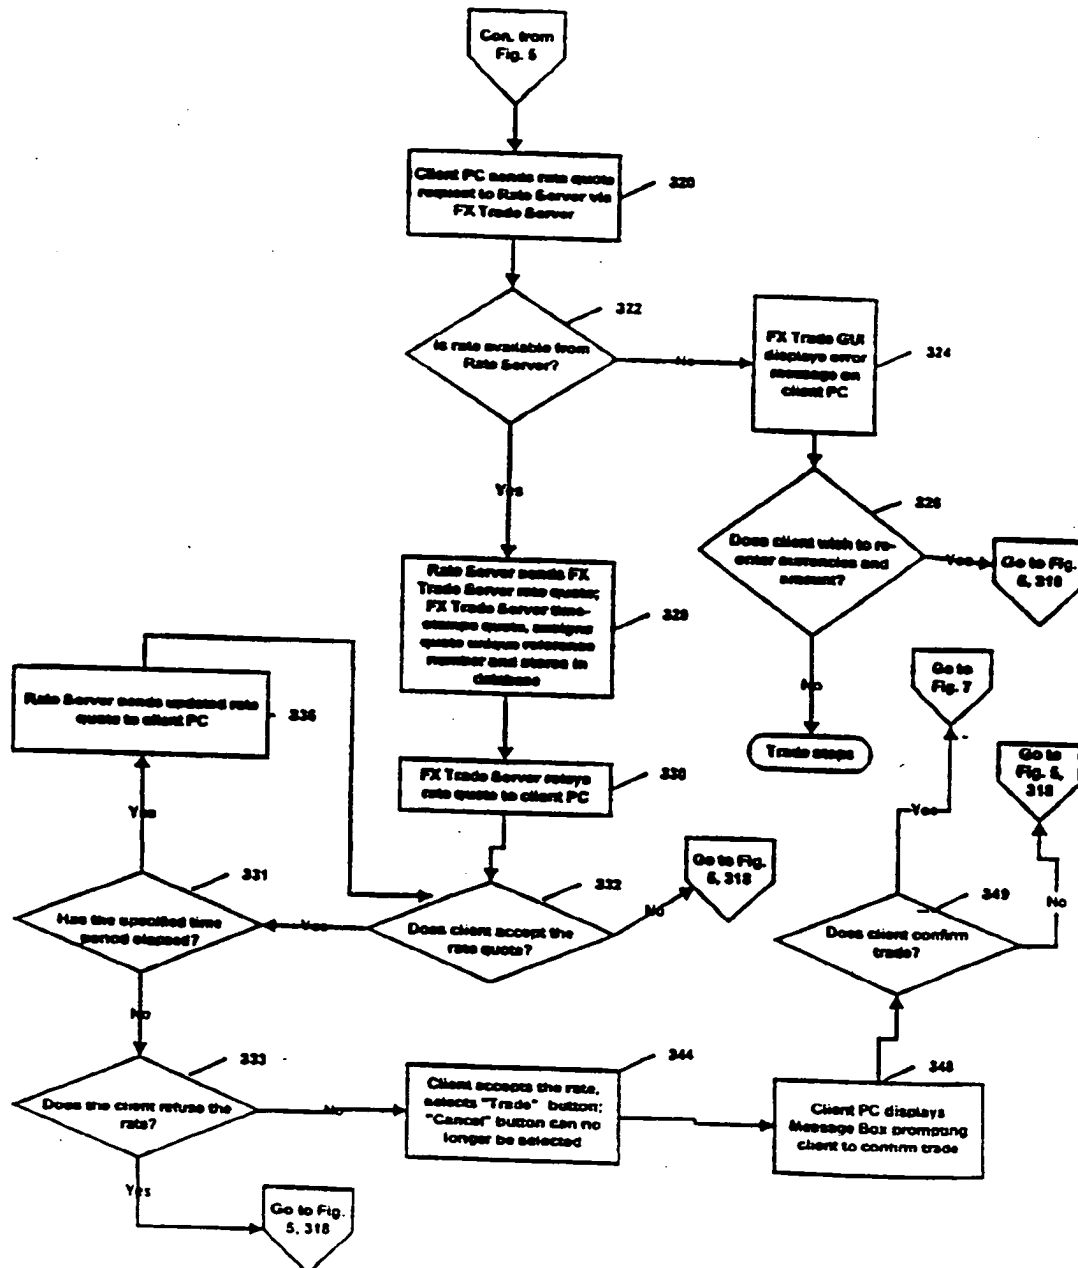 Con. from
Fig. 5
Client PC sends rate quote
request to Rate Server via
FX Trade Server
320
322
Is rate available from
Rate Server?
No
FX Trade GUI
displays error
message on
client PC
324
Yes
326
Does client wish to re-
enter currencies and
amount?
Yes
Go to Fig.
5, 318
No
Trade stops
Rate Server sends FX
Trade Server rate quote;
FX Trade Server time-
stamps quote, assigns
quote unique reference
number and stores in
database
328
Rate Server sends updated rate
quote to client PC
336
FX Trade Server relays
rate quote to client PC
330
Go to
Fig. 7
Go to
Fig. 5,
318
Yes
Yes
331
Has the specified time
period elapsed?
Yes
332
Does client accept the
rate quote?
No
Go to Fig.
5, 318
349
Does client confirm
trade?
No
No
333
Does the client refuse the
rate?
No
344
Client accepts the rate,
selects "Trade" button;
"Cancel" button can no
longer be selected
348
Client PC displays
Message Box prompting
client to confirm trade
Yes
Go to Fig.
5, 318